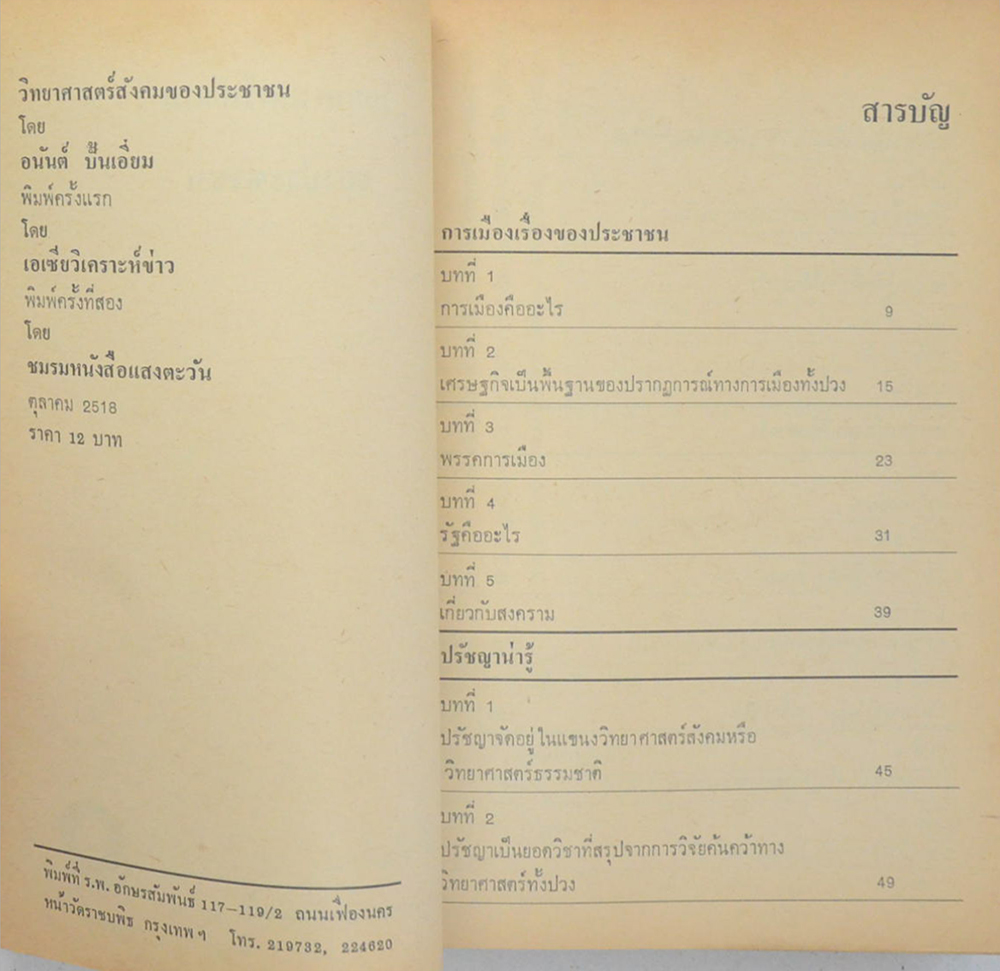 วิทยาศาสตร์สังคมของประชาชน
โดย
อนันต์ ปั้นเอี่ยม
พิมพ์ครั้งแรก
โดย
เอเซียวิเคราะห์ข่าว
พิมพ์ครั้งที่สอง
โดย
ชมรมหนังสือแสงตะวัน
ตุลาคม 2518
ราคา 12 บาท
พิมพ์ที่ ร.พ. อักษรสัมพันธ์ 117–119/2 ถนนเฟื่องนคร
หน้าวัดราชบพิธ กรุงเทพฯ โทร. 219732, 224620
สารบัญ
การเมืองเรื่องของประชาชน
บทที่ 1
การเมืองคืออะไร 9
บทที่ 2
เศรษฐกิจเป็นพื้นฐานของปรากฏการณ์ทางการเมืองทั้งปวง 15
บทที่ 3
พรรคการเมือง 23
บทที่ 4
รัฐคืออะไร 31
บทที่ 5
เกี่ยวกับสงคราม 39
ปรัชญาน่ารู้
บทที่ 1
ปรัชญาจัดอยู่ในแขนงวิทยาศาสตร์สังคมหรือ
วิทยาศาสตร์ธรรมชาติ 45
บทที่ 2
ปรัชญาเป็นยอดวิชาที่สรุปจากการวิจัยค้นคว้าทาง
วิทยาศาสตร์ทั้งปวง 49